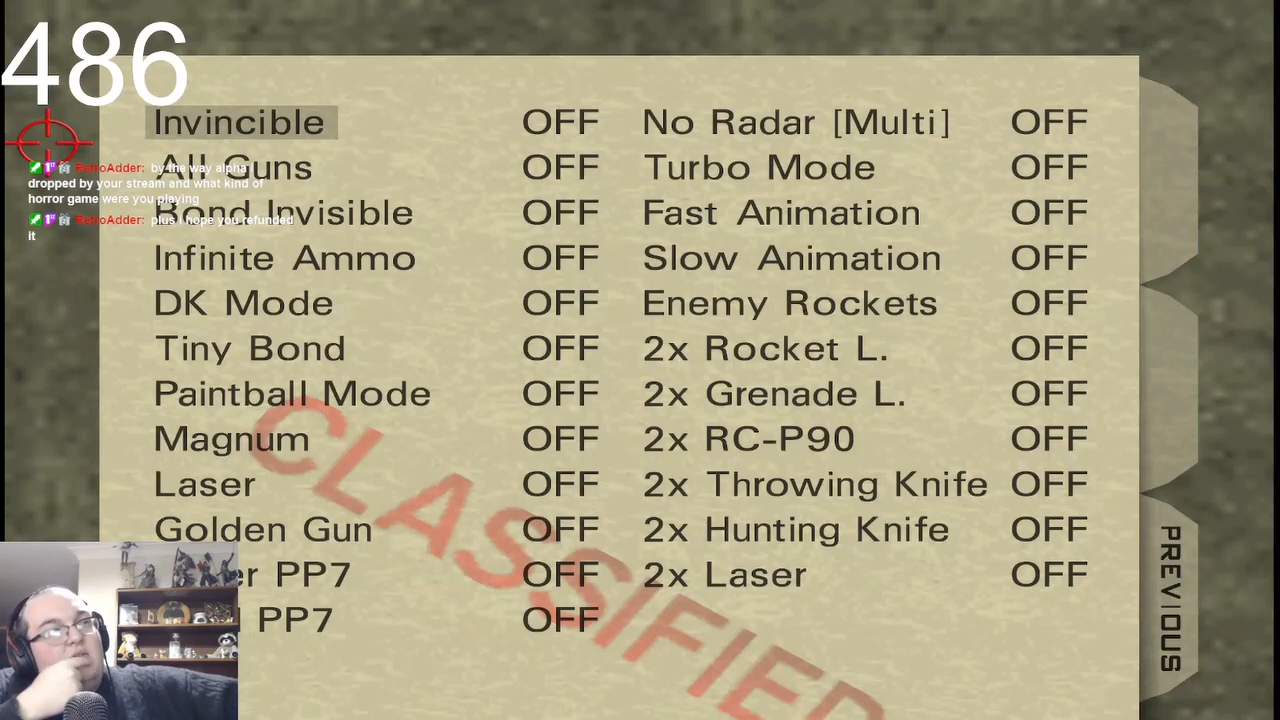 486
Invincible OFF No Radar [Multi] OFF
All Guns OFF Turbo Mode OFF
RetroAdder: by the way alpha
dropped by your stream and what kind of
horror game were you playing
Bond Invisible OFF Fast Animation OFF
RetroAdder: plus i hope you refunded
it
Infinite Ammo OFF Slow Animation OFF
DK Mode OFF Enemy Rockets OFF
Tiny Bond OFF 2x Rocket L. OFF
Paintball Mode OFF 2x Grenade L. OFF
Magnum OFF 2x RC-P90 OFF
Laser OFF 2x Throwing Knife OFF
Golden Gun OFF 2x Hunting Knife OFF
PP7 OFF 2x Laser OFF
PP7 OFF
CLASSIFIED
PREVIOUS